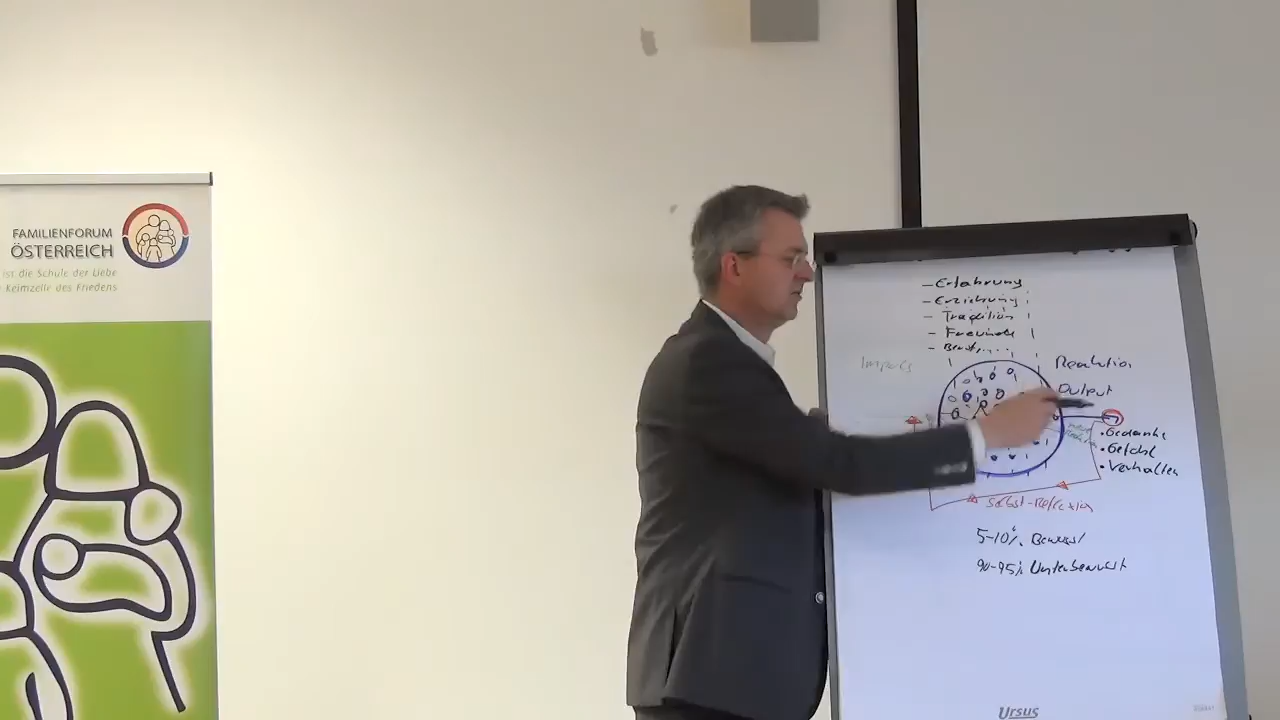 FAMILIENFORUM
ÖSTERREICH
ist die Schule der Liebe
Keimzelle des Friedens
- Erfahrung
- Erziehung
- Tradition
- Freunde
Impuls
Reaktion
Output
• Gedanke
• Gefühl
• Verhalten
Selbst-Reflexion
5-10% Bewusst
90-95% Unterbewusst
Ursus